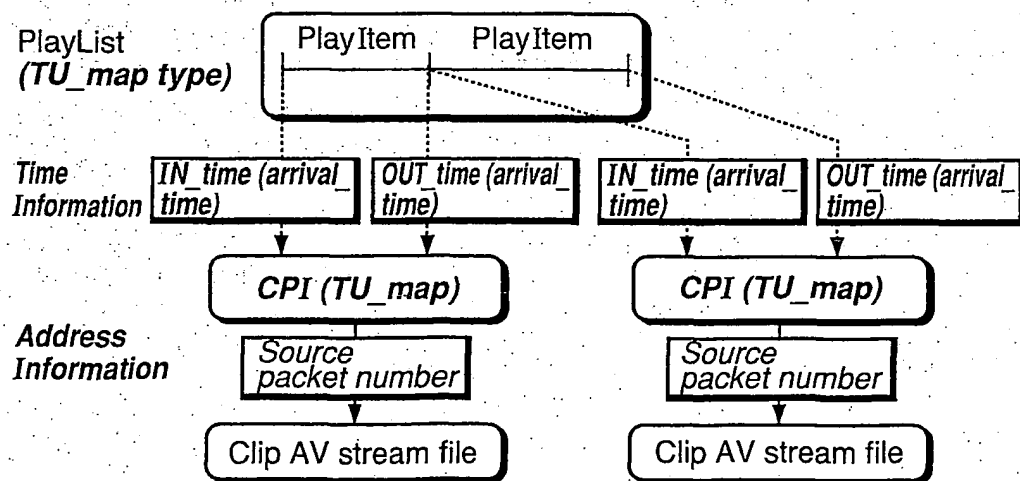 PlayList
(TU_map type)
PlayItem PlayItem
Time
Information
IN_time (arrival_
time)
OUT_time (arrival_
time)
IN_time (arrival_
time)
OUT_time (arrival_
time)
CPI (TU_map)
CPI (TU_map)
Address
Information
Source
packet number
Source
packet number
Clip AV stream file
Clip AV stream file